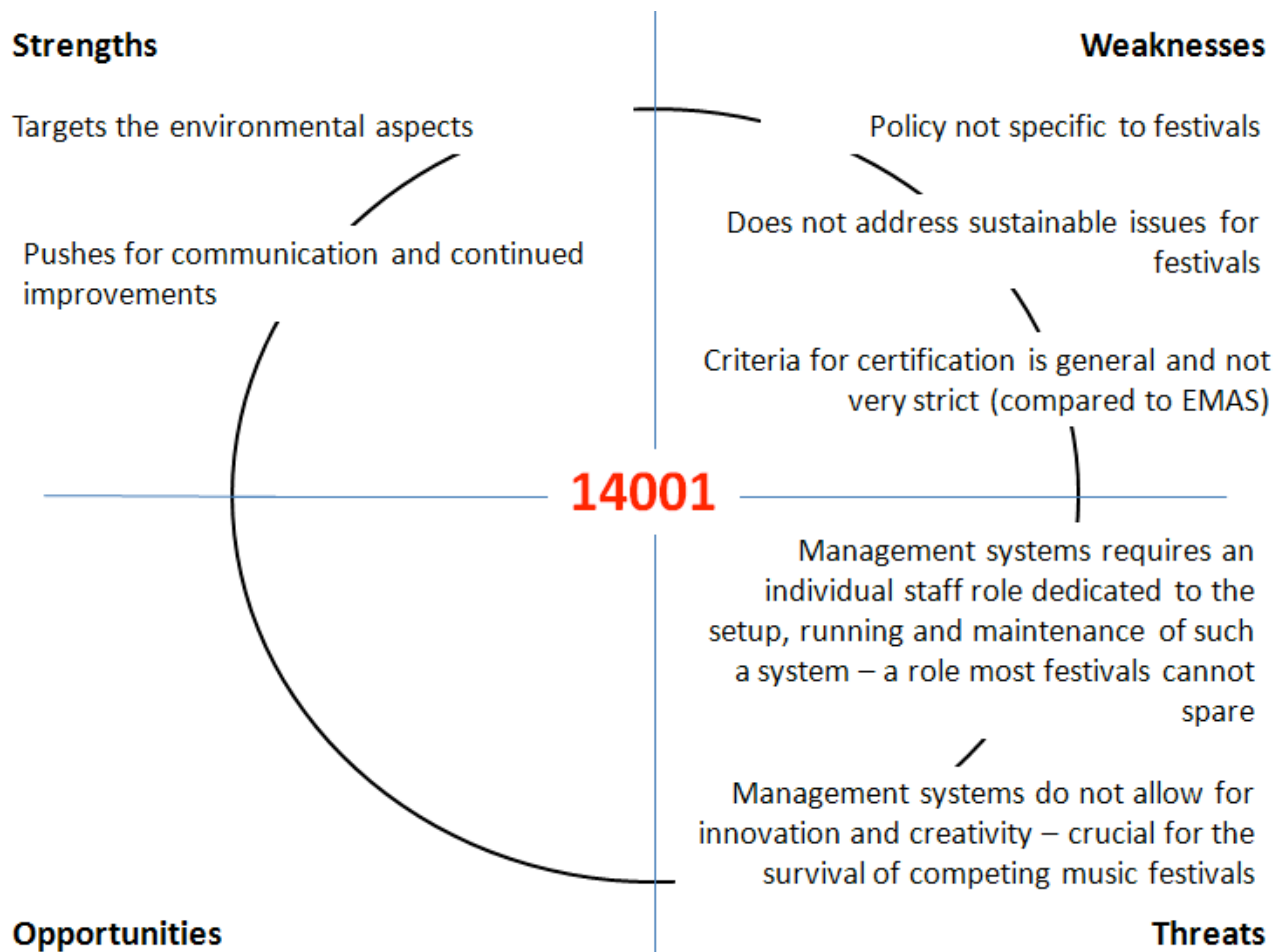 Strengths
Weaknesses
Targets the environmental aspects
Policy not specific to festivals
Pushes for communication and continued
improvements
Does not address sustainable issues for
festivals
Criteria for certification is general and not
very strict (compared to EMAS)
14001
Management systems requires an
individual staff role dedicated to the
setup, running and maintenance of such
a system – a role most festivals cannot
spare
Management systems do not allow for
innovation and creativity – crucial for the
survival of competing music festivals
Opportunities
Threats